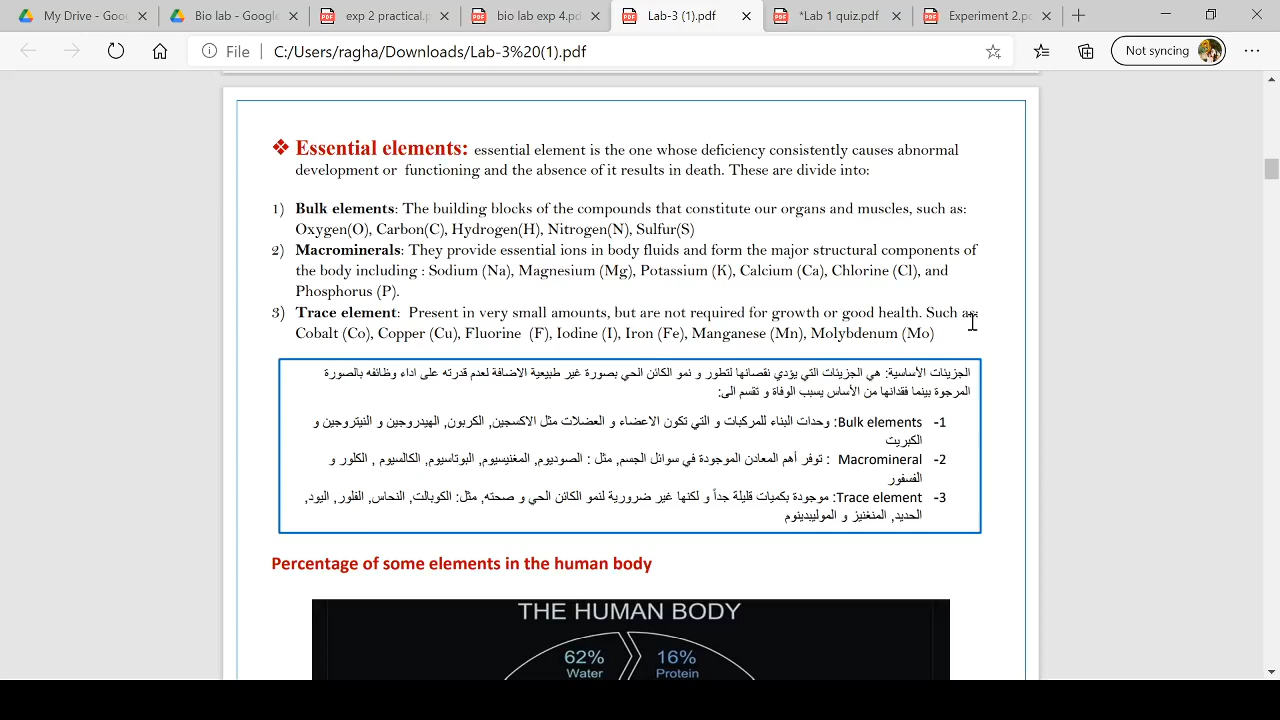 My Drive - Goo
Bio lab - Google
exp 2 practical.p
bio lab exp 4.pd
Lab-3 (1).pdf
*Lab 1 quiz.pdf
Experiment 2.pd
File
C:/Users/ragha/Downloads/Lab-3%20(1).pdf
Not syncing
❖ Essential elements: essential element is the one whose deficiency consistently causes abnormal
development or functioning and the absence of it results in death. These are divide into:
1) Bulk elements: The building blocks of the compounds that constitute our organs and muscles, such as:
Oxygen(O), Carbon(C), Hydrogen(H), Nitrogen(N), Sulfur(S)
2) Macrominerals: They provide essential ions in body fluids and form the major structural components of
the body including : Sodium (Na), Magnesium (Mg), Potassium (K), Calcium (Ca), Chlorine (Cl), and
Phosphorus (P).
3) Trace element: Present in very small amounts, but are not required for growth or good health. Such as:
Cobalt (Co), Copper (Cu), Fluorine (F), Iodine (I), Iron (Fe), Manganese (Mn), Molybdenum (Mo)
الجزيئات الأساسية: هي الجزيئات التي يؤدي نقصانها لتطور و نمو الكائن الحي بصورة غير طبيعية الاضافة لعدم قدرته على اداء وظائفه بالصورة
المرجوة بينما فقدانها من الأساس يسبب الوفاة و تقسم الى:
1- Bulk elements: وحدات البناء للمركبات و التي تكون الاعضاء و العضلات مثل الاكسجين, الكربون, الهيدروجين و النيتروجين و
الكبريت
2- Macromineral : توفر أهم المعادن الموجودة في سوائل الجسم, مثل : الصوديوم, المغنيسيوم, البوتاسيوم, الكالسيوم , الكلور و
الفسفور
3- Trace element: موجودة بكميات قليلة جداً و لكنها غير ضرورية لنمو الكائن الحي و صحته, مثل: الكوبالت, النحاس, الفلور, اليود,
الحديد, المنغنيز و الموليبدينوم
Percentage of some elements in the human body
THE HUMAN BODY
62% 16%
Water Protein